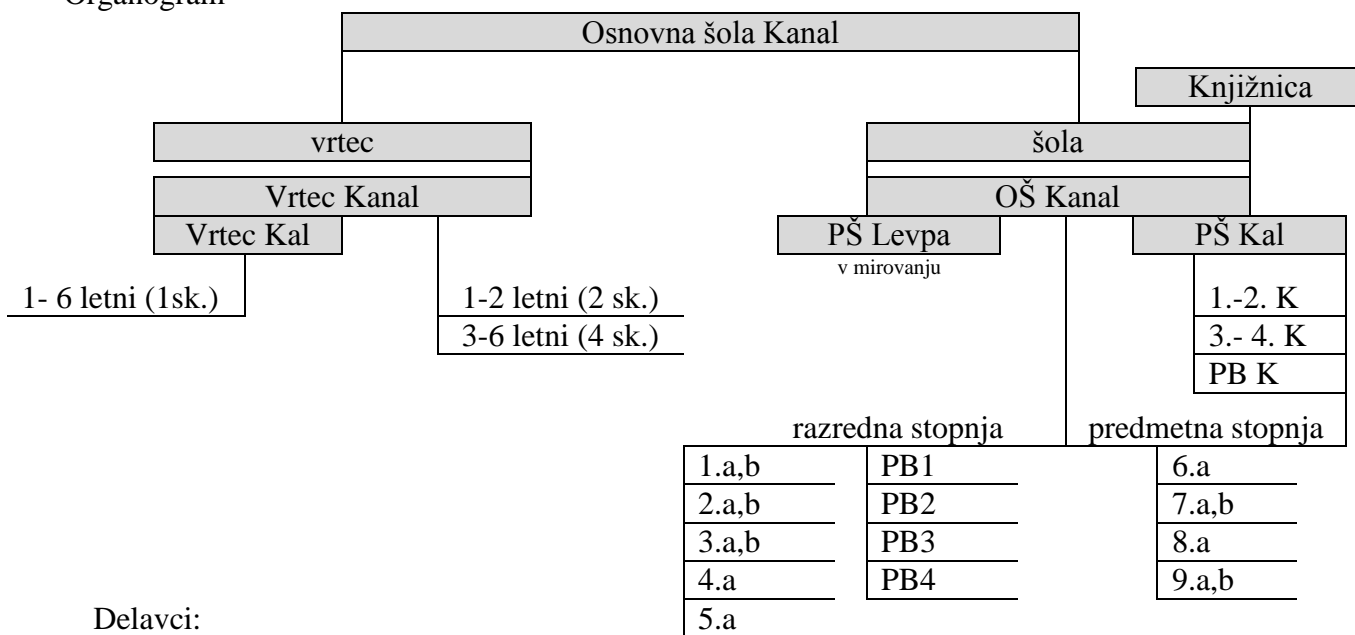 Organogram
Osnovna šola Kanal
Knjižnica
vrtec
šola
Vrtec Kanal
OŠ Kanal
Vrtec Kal
PŠ Levpa
PŠ Kal
v mirovanju
1- 6 letni (1sk.)
1-2 letni (2 sk.)
1.-2. K
3-6 letni (4 sk.)
3.- 4. K
PB K
razredna stopnja
predmetna stopnja
1.a,b
PB1
6.a
2.a,b
PB2
7.a,b
3.a,b
PB3
8.a
4.a
PB4
9.a,b
Delavci:
5.a